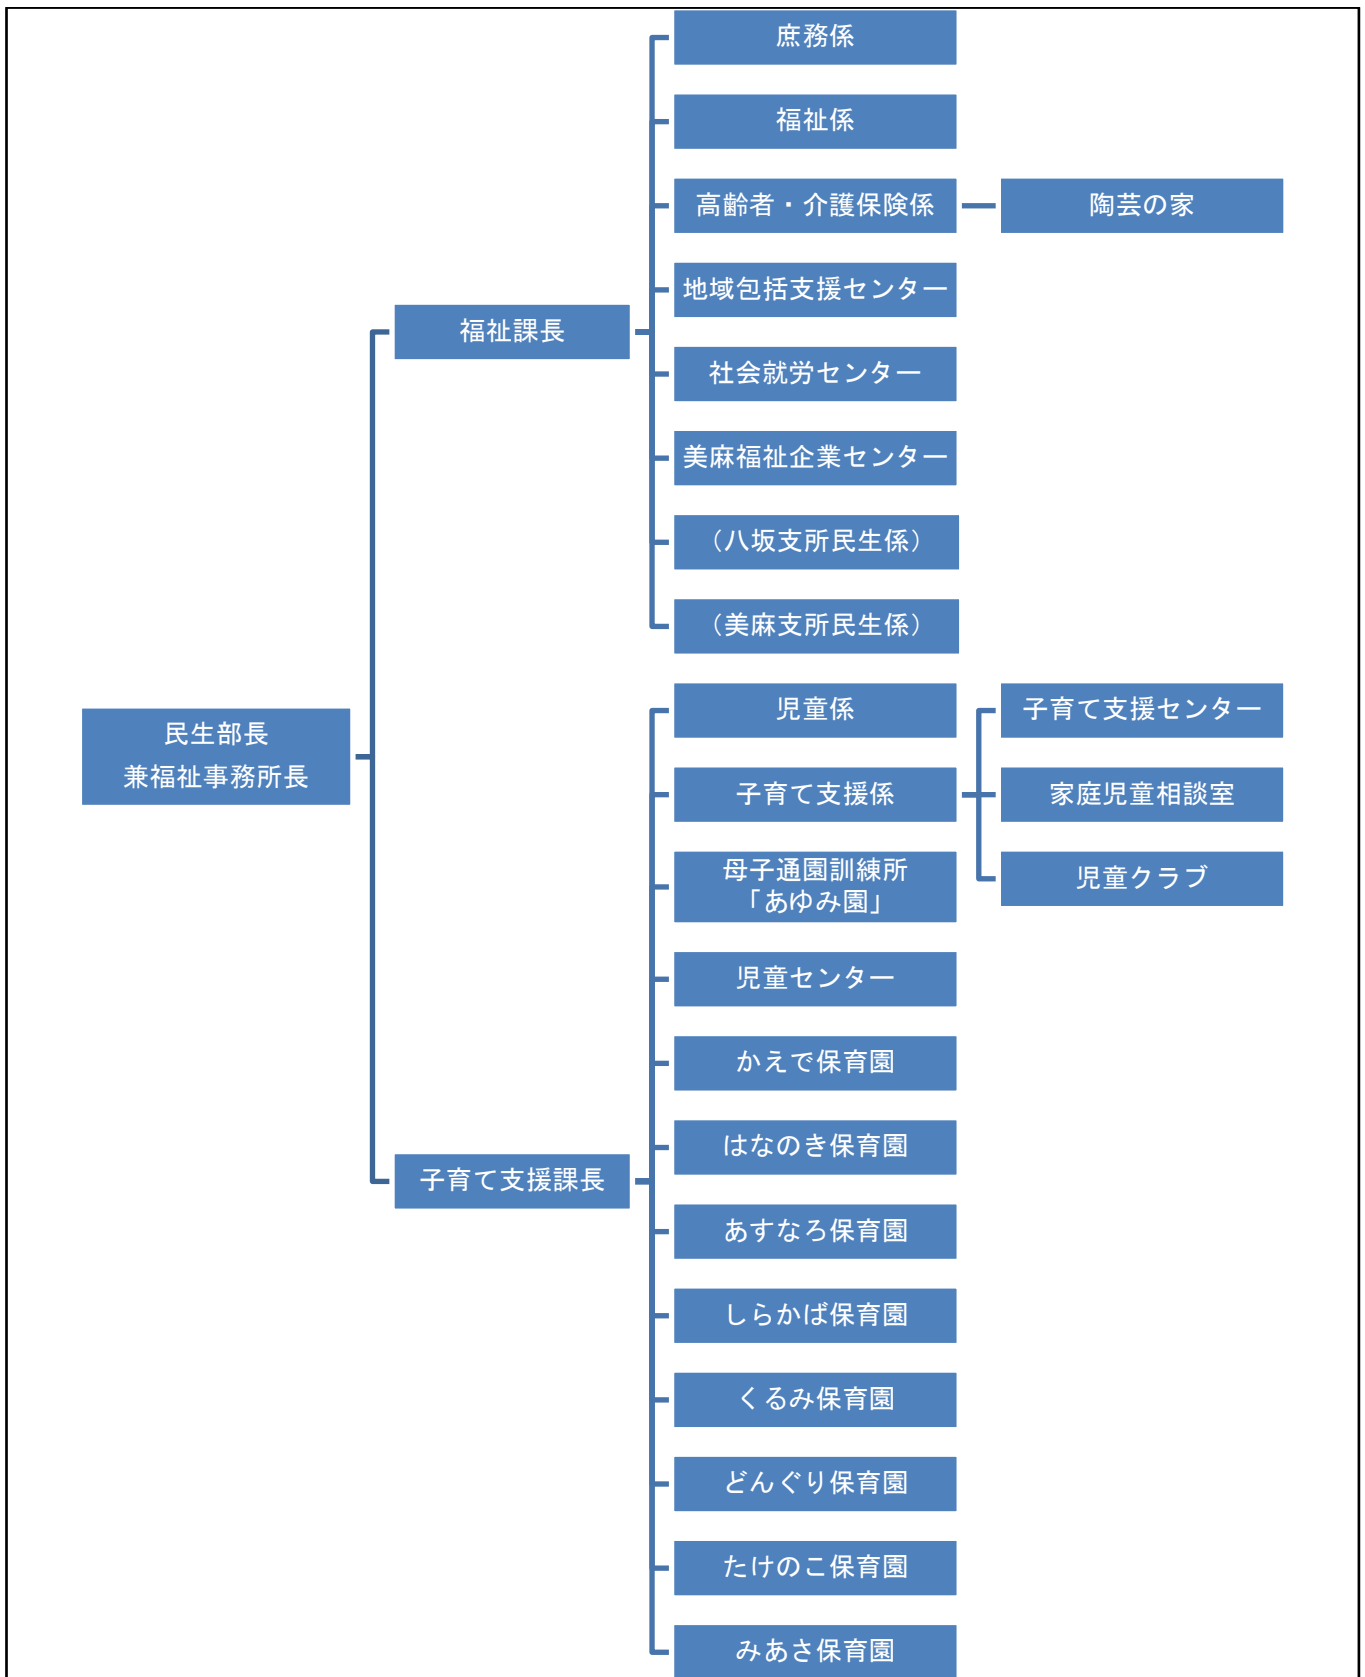 庶務係
福祉係
高齢者・介護保険係
陶芸の家
地域包括支援センター
福祉課長
社会就労センター
美麻福祉企業センター
（八坂支所民生係）
（美麻支所民生係）
民生部長
兼福祉事務所長
児童係
子育て支援センター
子育て支援係
家庭児童相談室
母子通園訓練所
「あゆみ園」
児童クラブ
児童センター
かえで保育園
はなのき保育園
子育て支援課長
あすなろ保育園
しらかば保育園
くるみ保育園
どんぐり保育園
たけのこ保育園
みあさ保育園